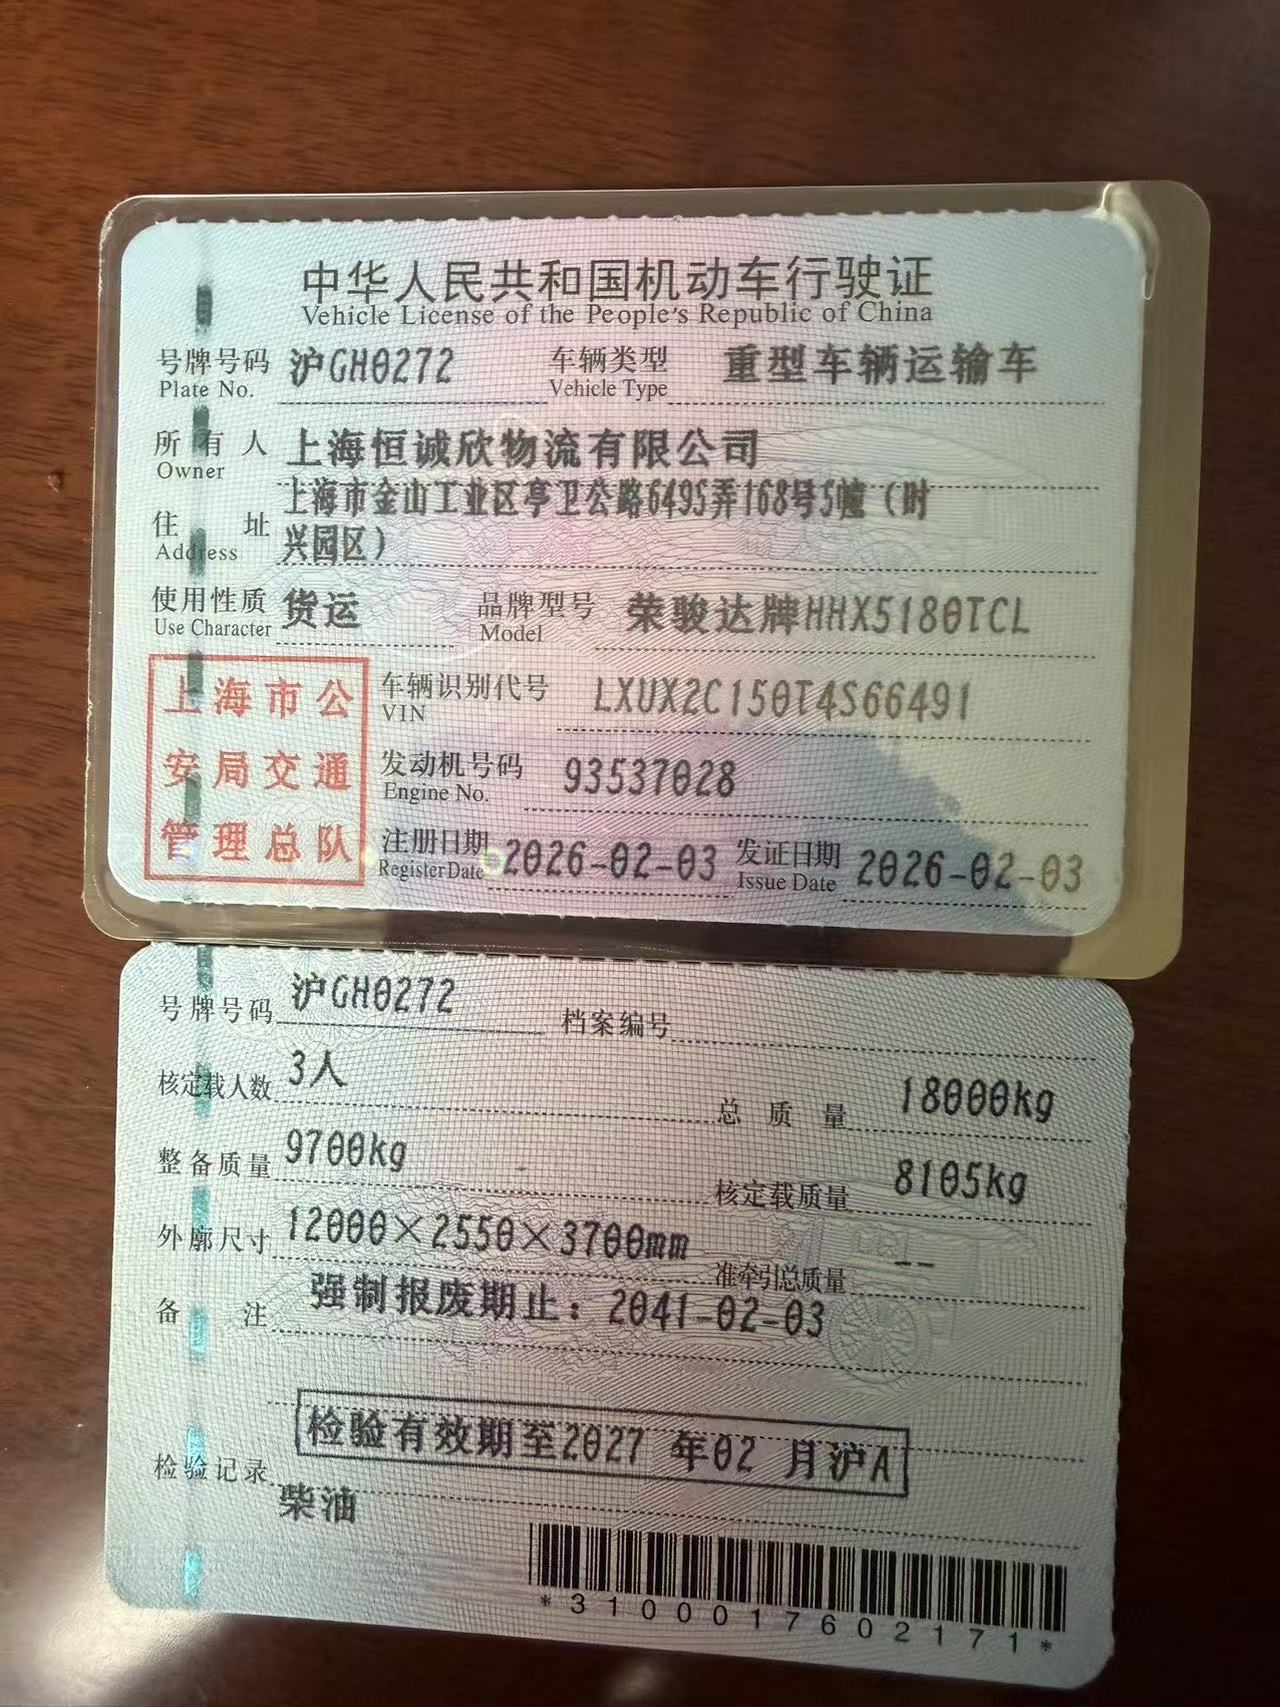 中华人民共和国机动车行驶证
Vehicle License of the People's Republic of China
号牌号码 沪GH0272 车辆类型 重型车辆运输车
Plate No. Vehicle Type
所有人 上海恒诚欣物流有限公司
Owner
住址 上海市金山工业区亭卫公路6495弄168号5幢（时
Address 兴园区）
使用性质 货运 品牌型号 荣骏达牌HHX5180TCL
Use Character Model
上海市公
安局交通
管理总队
车辆识别代号 LXUX2C150T4S66491
VIN
发动机号码 93537028
Engine No.
注册日期 2026-02-03 发证日期 2026-02-03
Register Date Issue Date
号牌号码 沪GH0272 档案编号
核定载人数 3人 总质量 18000kg
整备质量 9700kg 核定载质量 8105kg
外廓尺寸 12000×2550×3700mm 准牵引总质量 --
备注 强制报废期止：2041-02-03
检验有效期至2027 年02 月沪A
检验记录
柴油
*3100017602171*